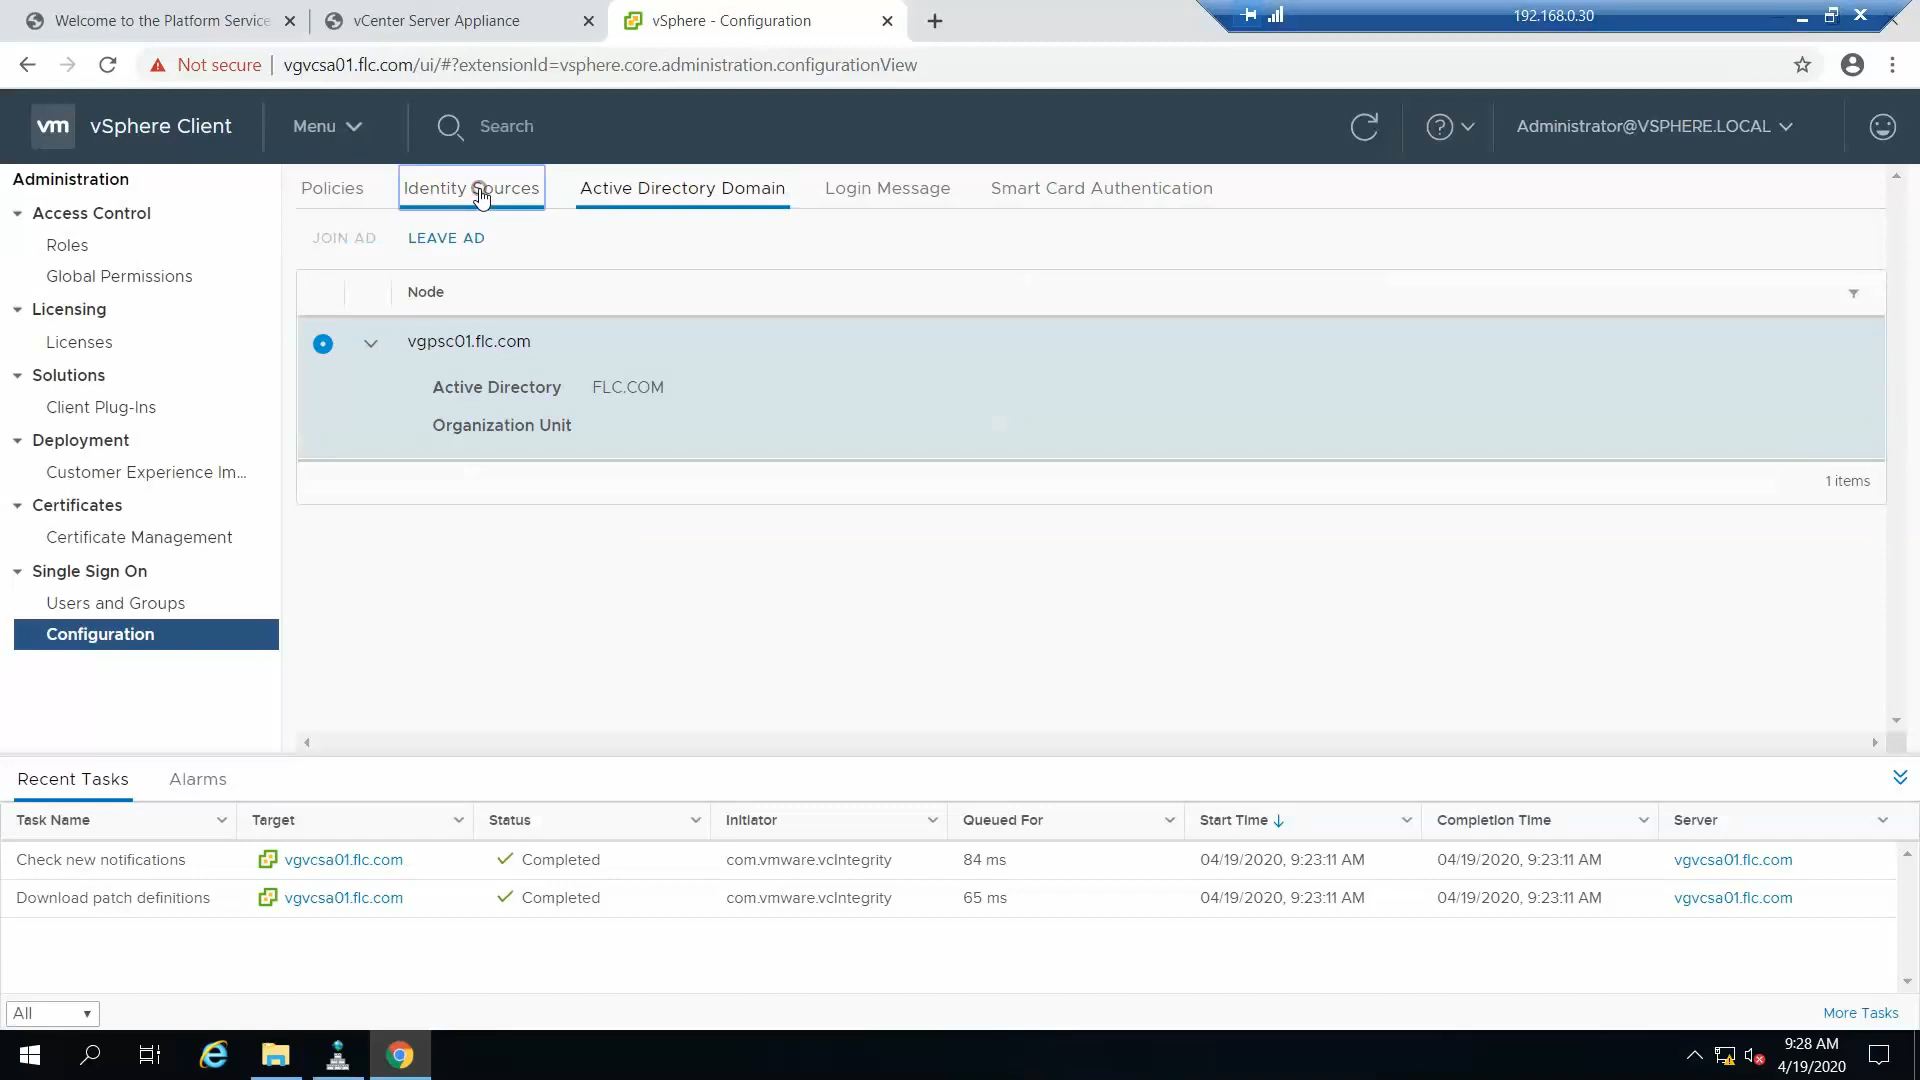 Welcome to the Platform Service
vCenter Server Appliance
vSphere - Configuration
192.168.0.30
Not secure
vgvcsa01.flc.com/ui/#?extensionId=vsphere.core.administration.configurationView
vm vSphere Client
Menu
Search
Administrator@VSPHERE.LOCAL
Administration
Access Control
Roles
Global Permissions
Licensing
Licenses
Solutions
Client Plug-Ins
Deployment
Customer Experience Im...
Certificates
Certificate Management
Single Sign On
Users and Groups
Configuration
Policies Identity Sources Active Directory Domain Login Message Smart Card Authentication
JOIN AD LEAVE AD
Node
vgpsc01.flc.com
Active Directory FLC.COM
Organization Unit
1 items
Recent Tasks Alarms
Task Name Target Status Initiator Queued For Start Time Completion Time Server
Check new notifications vgvcsa01.flc.com Completed com.vmware.vcIntegrity 84 ms 04/19/2020, 9:23:11 AM 04/19/2020, 9:23:11 AM vgvcsa01.flc.com
Download patch definitions vgvcsa01.flc.com Completed com.vmware.vcIntegrity 65 ms 04/19/2020, 9:23:11 AM 04/19/2020, 9:23:11 AM vgvcsa01.flc.com
All
More Tasks
9:28 AM
4/19/2020